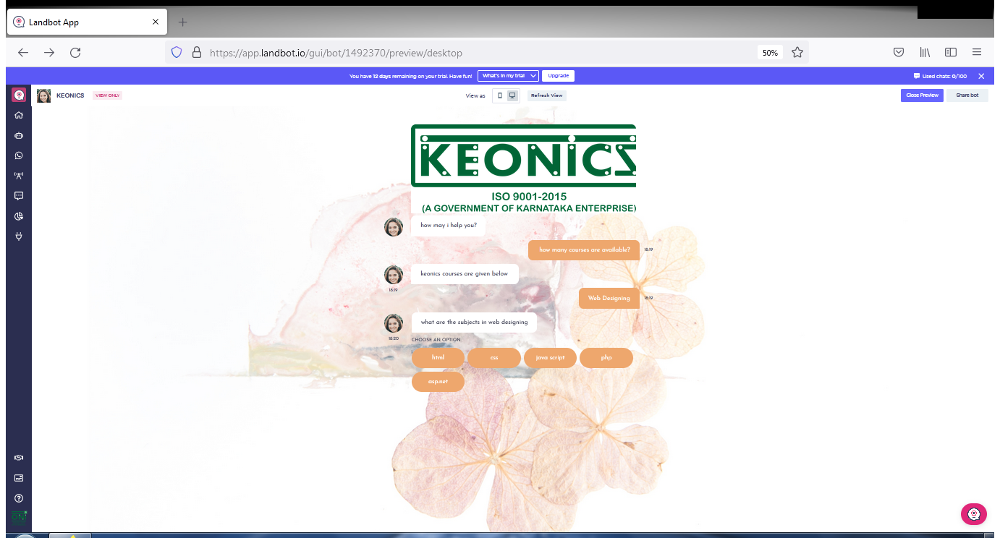 Landbot App
https://app.landbot.io/gui/bot/1492370/preview/desktop
50%
You have 12 days remaining on your trial. Have fun!
What's in my trial
Upgrade
Used chats: 0/100
KEONICS
VIEW ONLY
View as
Refresh View
Close Preview
Share bot
KEONICS
ISO 9001-2015
(A GOVERNMENT OF KARNATAKA ENTERPRISE)
how may i help you?
how many courses are available?
18:19
keonics courses are given below
18:19
Web Designing
18:19
what are the subjects in web designing
18:20
CHOOSE AN OPTION
html
css
java script
php
asp.net